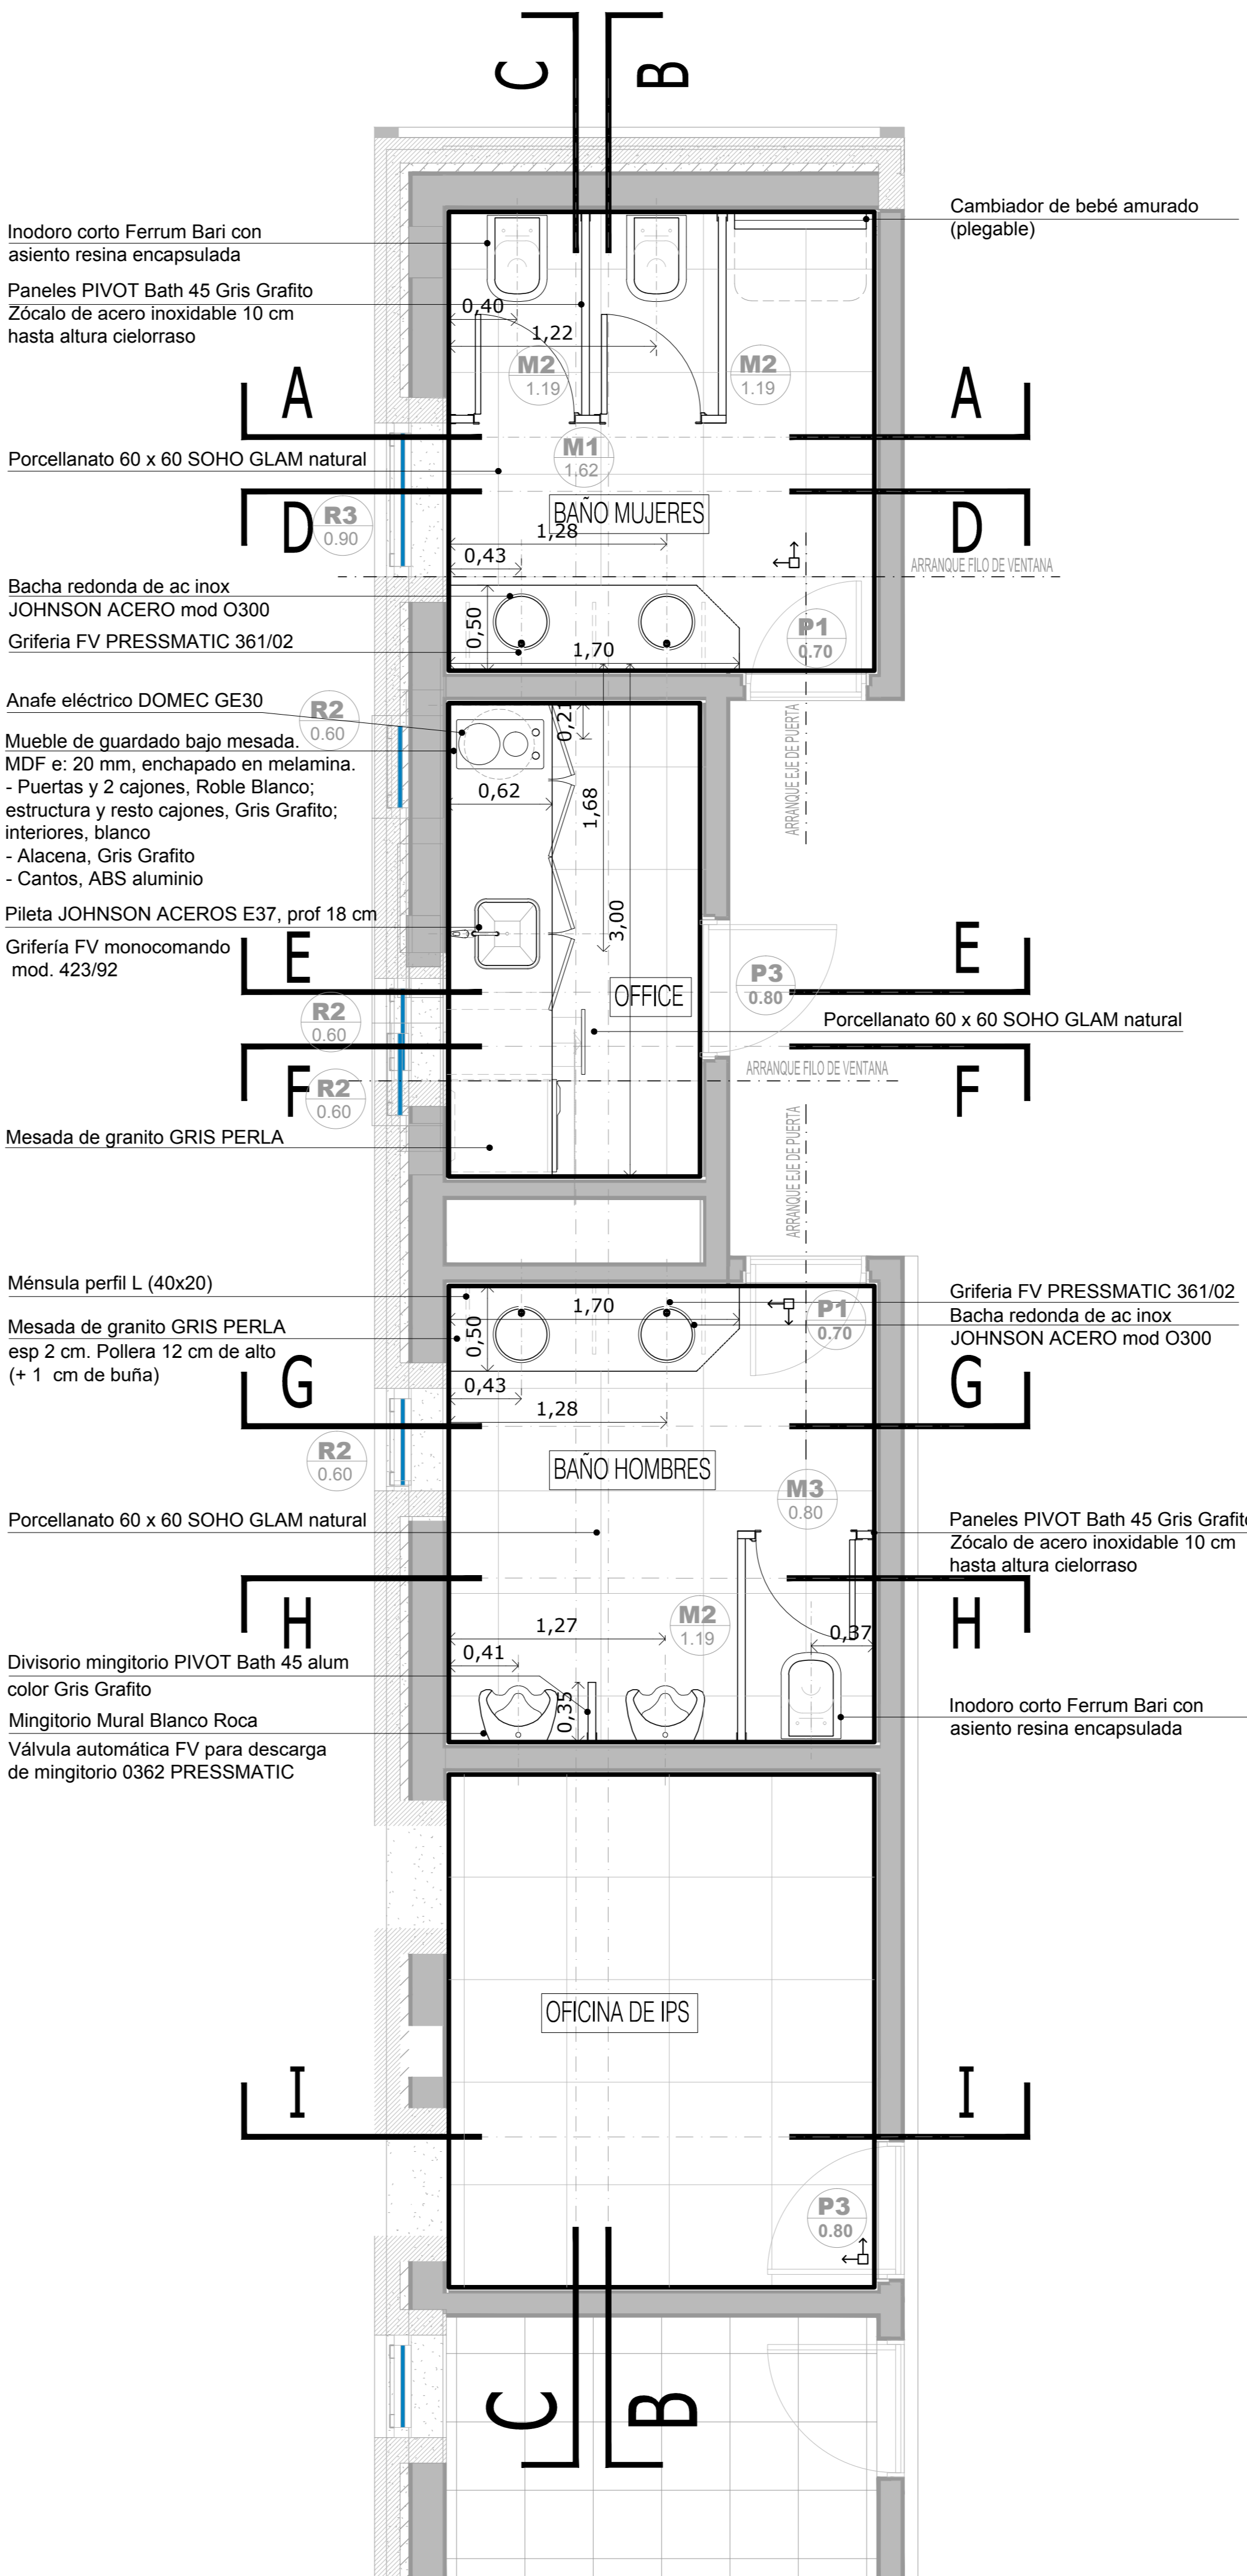 C
B
Inodoro corto Ferrum Bari con
asiento resina encapsulada
Cambiador de bebé amurado
(plegable)
Paneles PIVOT Bath 45 Gris Grafito
Zócalo de acero inoxidable 10 cm
hasta altura cielorraso
0,40
1,22
M2
1.19
M2
1.19
A
A
M1
1.62
Porcellanato 60 x 60 SOHO GLAM natural
D
R3
0.90
BAÑO MUJERES
D
1,28
0,43
ARRANQUE FILO DE VENTANA
Bacha redonda de ac inox
JOHNSON ACERO mod O300
Griferia FV PRESSMATIC 361/02
0,50
1,70
P1
0.70
Anafe eléctrico DOMEC GE30
R2
0.60
0,21
ARRANQUE EJE DE PUERTA
Mueble de guardado bajo mesada.
MDF e: 20 mm, enchapado en melamina.
- Puertas y 2 cajones, Roble Blanco;
estructura y resto cajones, Gris Grafito;
interiores, blanco
- Alacena, Gris Grafito
- Cantos, ABS aluminio
0,62
1,68
3,00
Pileta JOHNSON ACEROS E37, prof 18 cm
Grifería FV monocomando
mod. 423/92
E
E
P3
0.80
OFFICE
R2
0.60
Porcellanato 60 x 60 SOHO GLAM natural
F
R2
0.60
ARRANQUE FILO DE VENTANA
F
Mesada de granito GRIS PERLA
ARRANQUE EJE DE PUERTA
Ménsula perfil L (40x20)
Mesada de granito GRIS PERLA
esp 2 cm. Pollera 12 cm de alto
(+ 1 cm de buña)
0,50
1,70
P1
0.70
Griferia FV PRESSMATIC 361/02
Bacha redonda de ac inox
JOHNSON ACERO mod O300
G
G
0,43
1,28
R2
0.60
BAÑO HOMBRES
M3
0.80
Porcellanato 60 x 60 SOHO GLAM natural
Paneles PIVOT Bath 45 Gris Grafito
Zócalo de acero inoxidable 10 cm
hasta altura cielorraso
H
H
M2
1.19
1,27
0,37
0,41
0,35
Divisorio mingitorio PIVOT Bath 45 alum
color Gris Grafito
Mingitorio Mural Blanco Roca
Válvula automática FV para descarga
de mingitorio 0362 PRESSMATIC
Inodoro corto Ferrum Bari con
asiento resina encapsulada
OFICINA DE IPS
I
I
P3
0.80
C
B